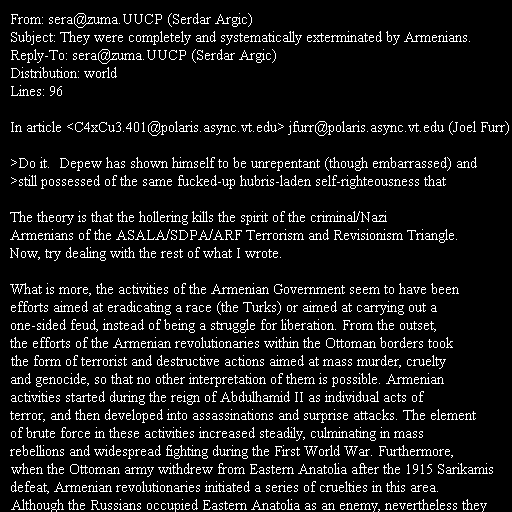 From: sera@zuma.UUCP (Serdar Argic)
Subject: They were completely and systematically exterminated by Armenians.
Reply-To: sera@zuma.UUCP (Serdar Argic)
Distribution: world
Lines: 96

In article <C4xCu3.401@polaris.async.vt.edu> jfurr@polaris.async.vt.edu (Joel Furr)

>Do it.  Depew has shown himself to be unrepentant (though embarrassed) and
>still possessed of the same fucked-up hubris-laden self-righteousness that

The theory is that the hollering kills the spirit of the criminal/Nazi
Armenians of the ASALA/SDPA/ARF Terrorism and Revisionism Triangle.
Now, try dealing with the rest of what I wrote.

What is more, the activities of the Armenian Government seem to have been
efforts aimed at eradicating a race (the Turks) or aimed at carrying out a
one-sided feud, instead of being a struggle for liberation. From the outset,
the efforts of the Armenian revolutionaries within the Ottoman borders took
the form of terrorist and destructive actions aimed at mass murder, cruelty
and genocide, so that no other interpretation of them is possible. Armenian
activities started during the reign of Abdulhamid II as individual acts of
terror, and then developed into assassinations and surprise attacks. The element
of brute force in these activities increased steadily, culminating in mass
rebellions and widespread fighting during the First World War. Furthermore,
when the Ottoman army withdrew from Eastern Anatolia after the 1915 Sarikamis
defeat, Armenian revolutionaries initiated a series of cruelties in this area.
Although the Russians occupied Eastern Anatolia as an enemy, nevertheless they